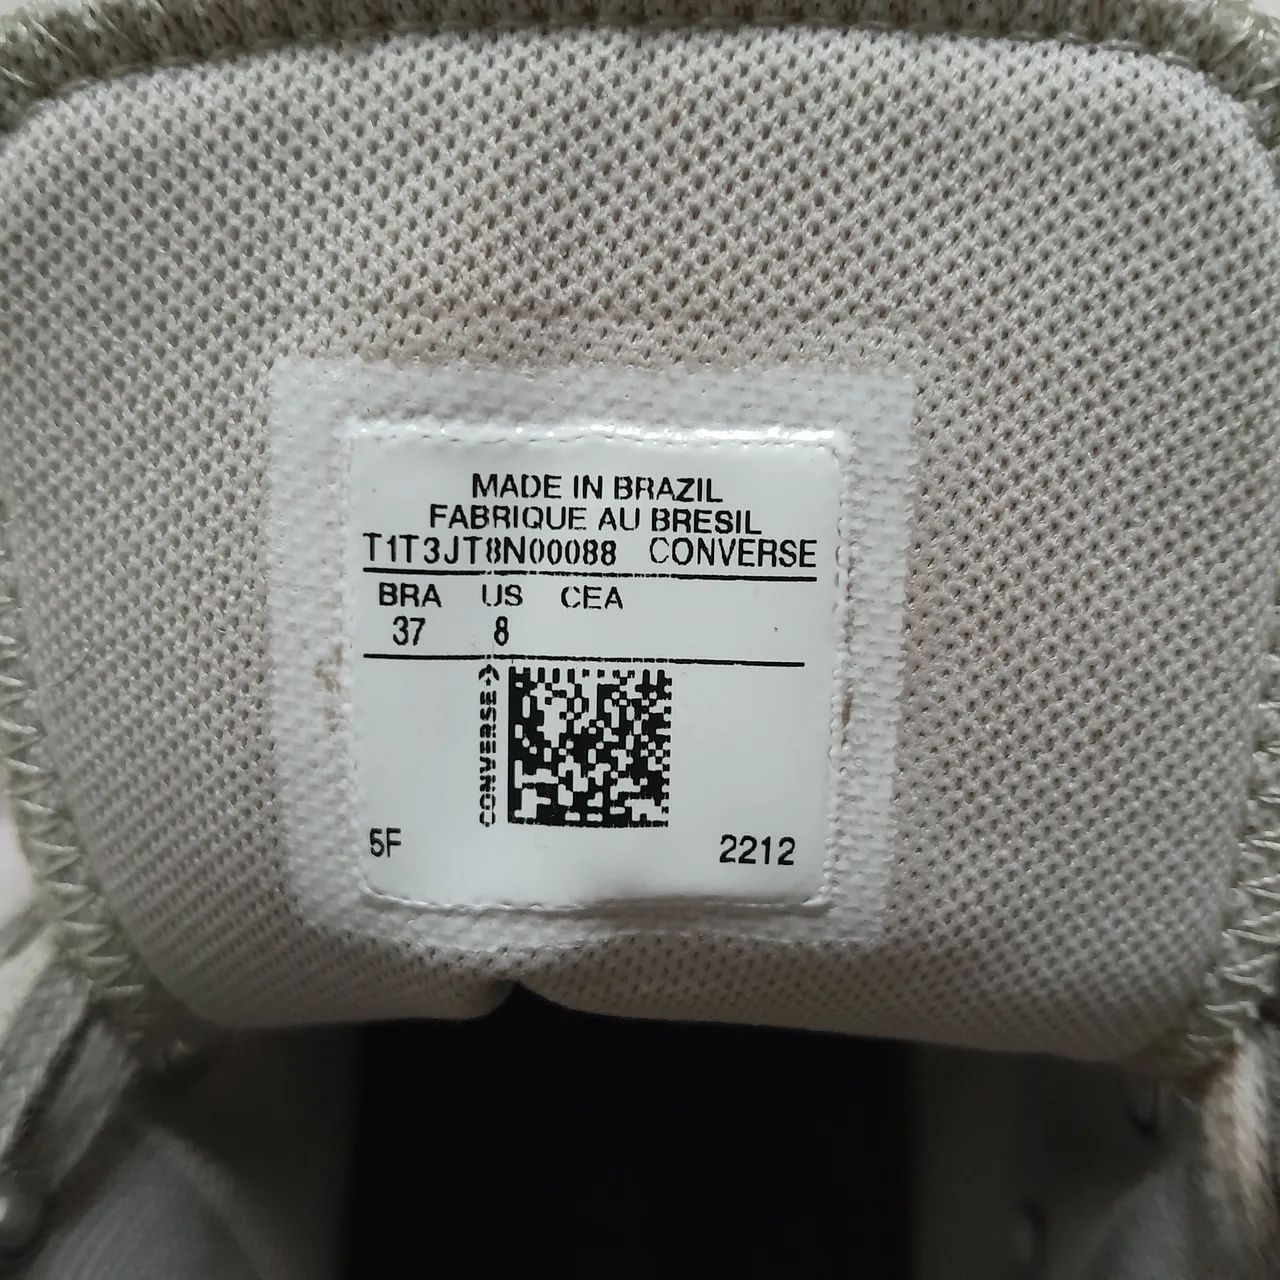 MADE IN BRAZIL
FABRIQUE AU BRESIL
T1T3JT8N00088 CONVERSE
BRA US CEA
37 8
CONVERSE
5F 2212